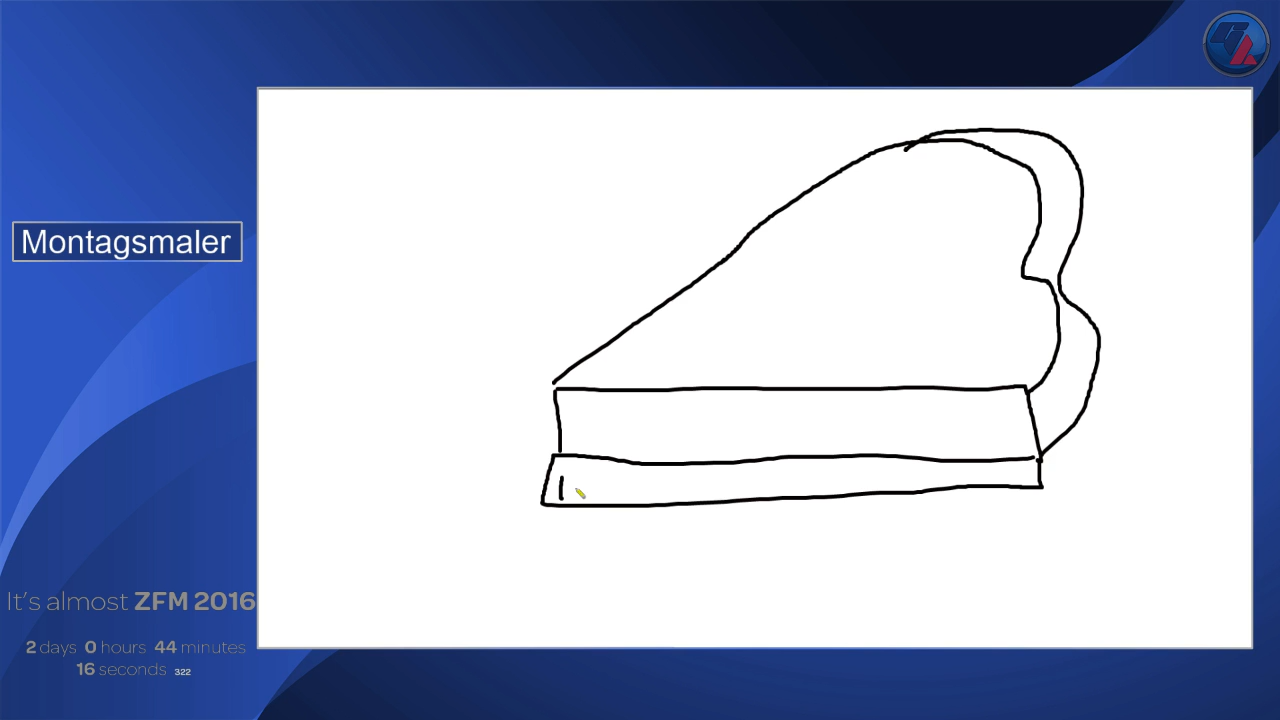 Montagsmaler
It's almost ZFM 2016
2 days 0 hours 44 minutes
16 seconds 322